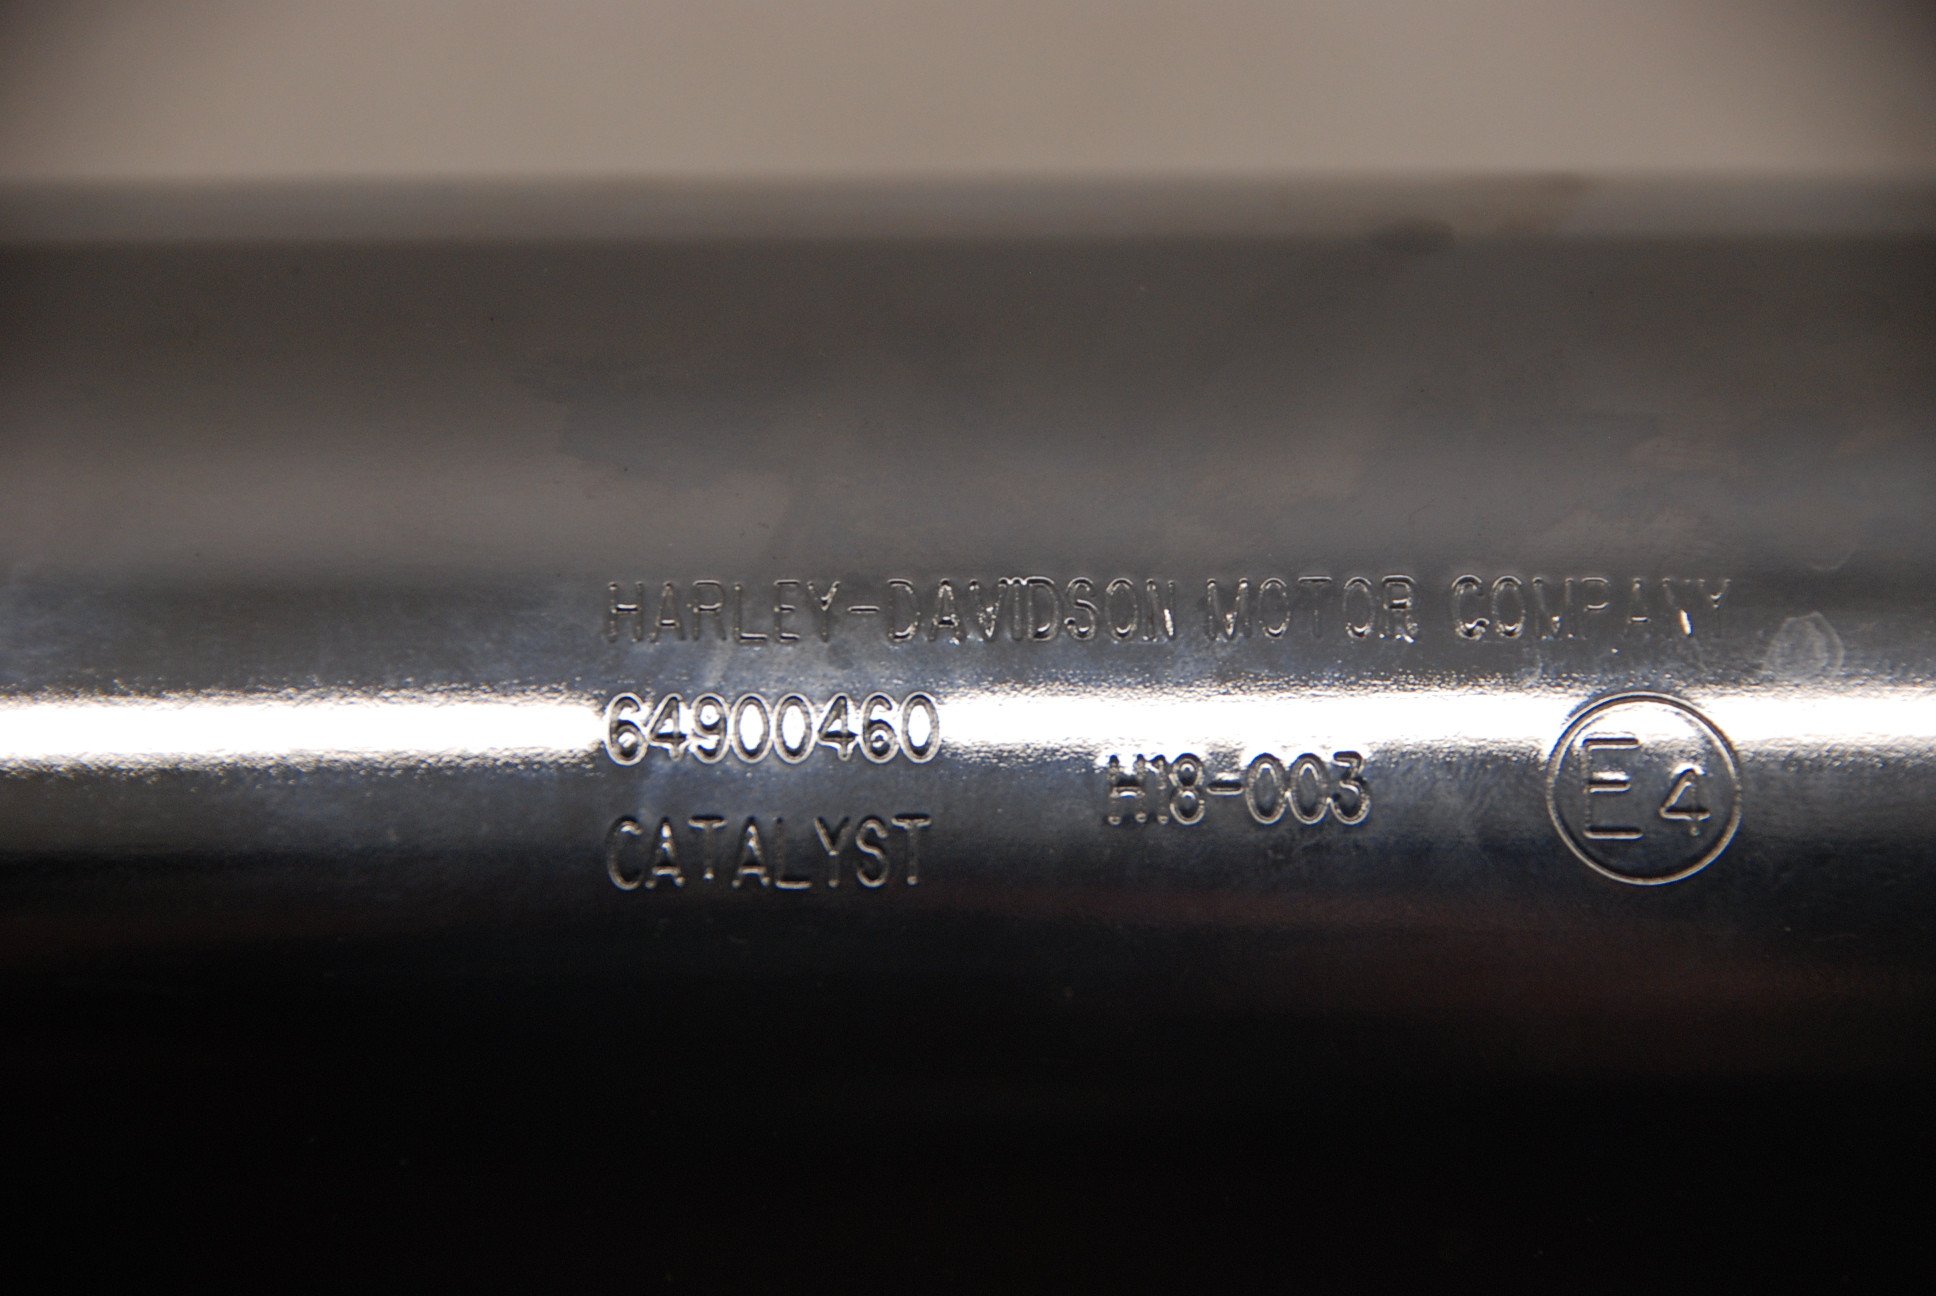 HARLEY-DAVIDSON MOTOR COMPANY
64900460
H18-003
E4
CATALYST